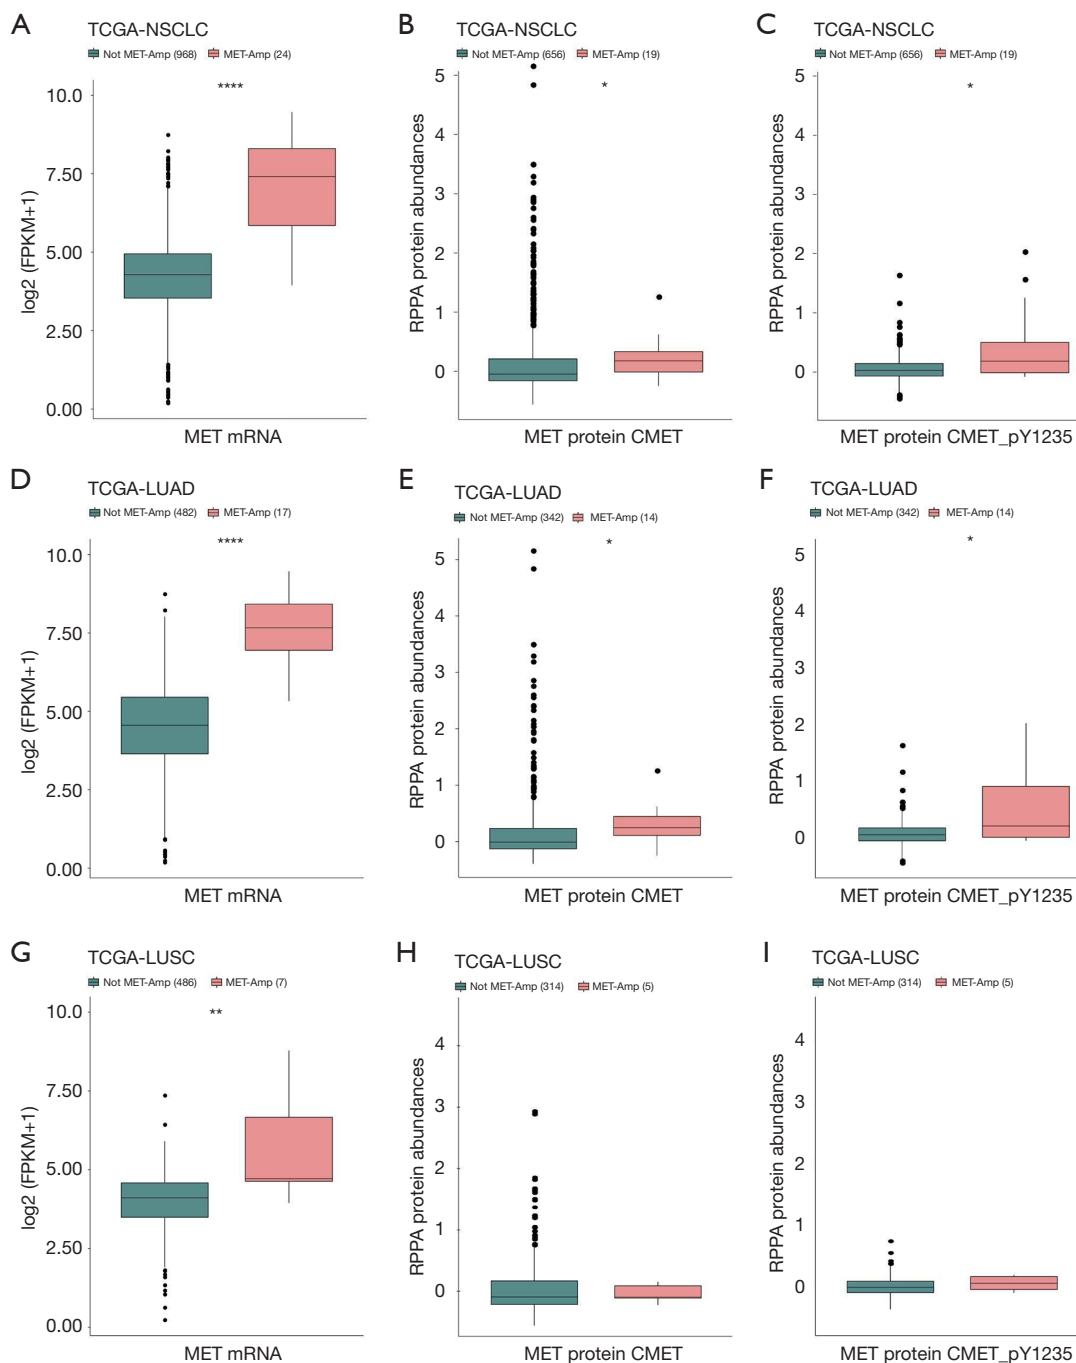 A
TCGA-NSCLC
Not MET-Amp (968) MET-Amp (24)
****
log2 (FPKM+1)
10.0
7.50
5.00
2.50
0.00
MET mRNA
B
TCGA-NSCLC
Not MET-Amp (656) MET-Amp (19)
*
RPPA protein abundances
5
4
3
2
1
0
MET protein CMET
C
TCGA-NSCLC
Not MET-Amp (656) MET-Amp (19)
*
RPPA protein abundances
5
4
3
2
1
0
MET protein CMET_pY1235
D
TCGA-LUAD
Not MET-Amp (482) MET-Amp (17)
****
log2 (FPKM+1)
10.0
7.50
5.00
2.50
0.00
MET mRNA
E
TCGA-LUAD
Not MET-Amp (342) MET-Amp (14)
*
RPPA protein abundances
5
4
3
2
1
0
MET protein CMET
F
TCGA-LUAD
Not MET-Amp (342) MET-Amp (14)
*
RPPA protein abundances
5
4
3
2
1
0
MET protein CMET_pY1235
G
TCGA-LUSC
Not MET-Amp (486) MET-Amp (7)
**
log2 (FPKM+1)
10.0
7.50
5.00
2.50
0.00
MET mRNA
H
TCGA-LUSC
Not MET-Amp (314) MET-Amp (5)
RPPA protein abundances
4
3
2
1
0
MET protein CMET
I
TCGA-LUSC
Not MET-Amp (314) MET-Amp (5)
RPPA protein abundances
4
3
2
1
0
MET protein CMET_pY1235